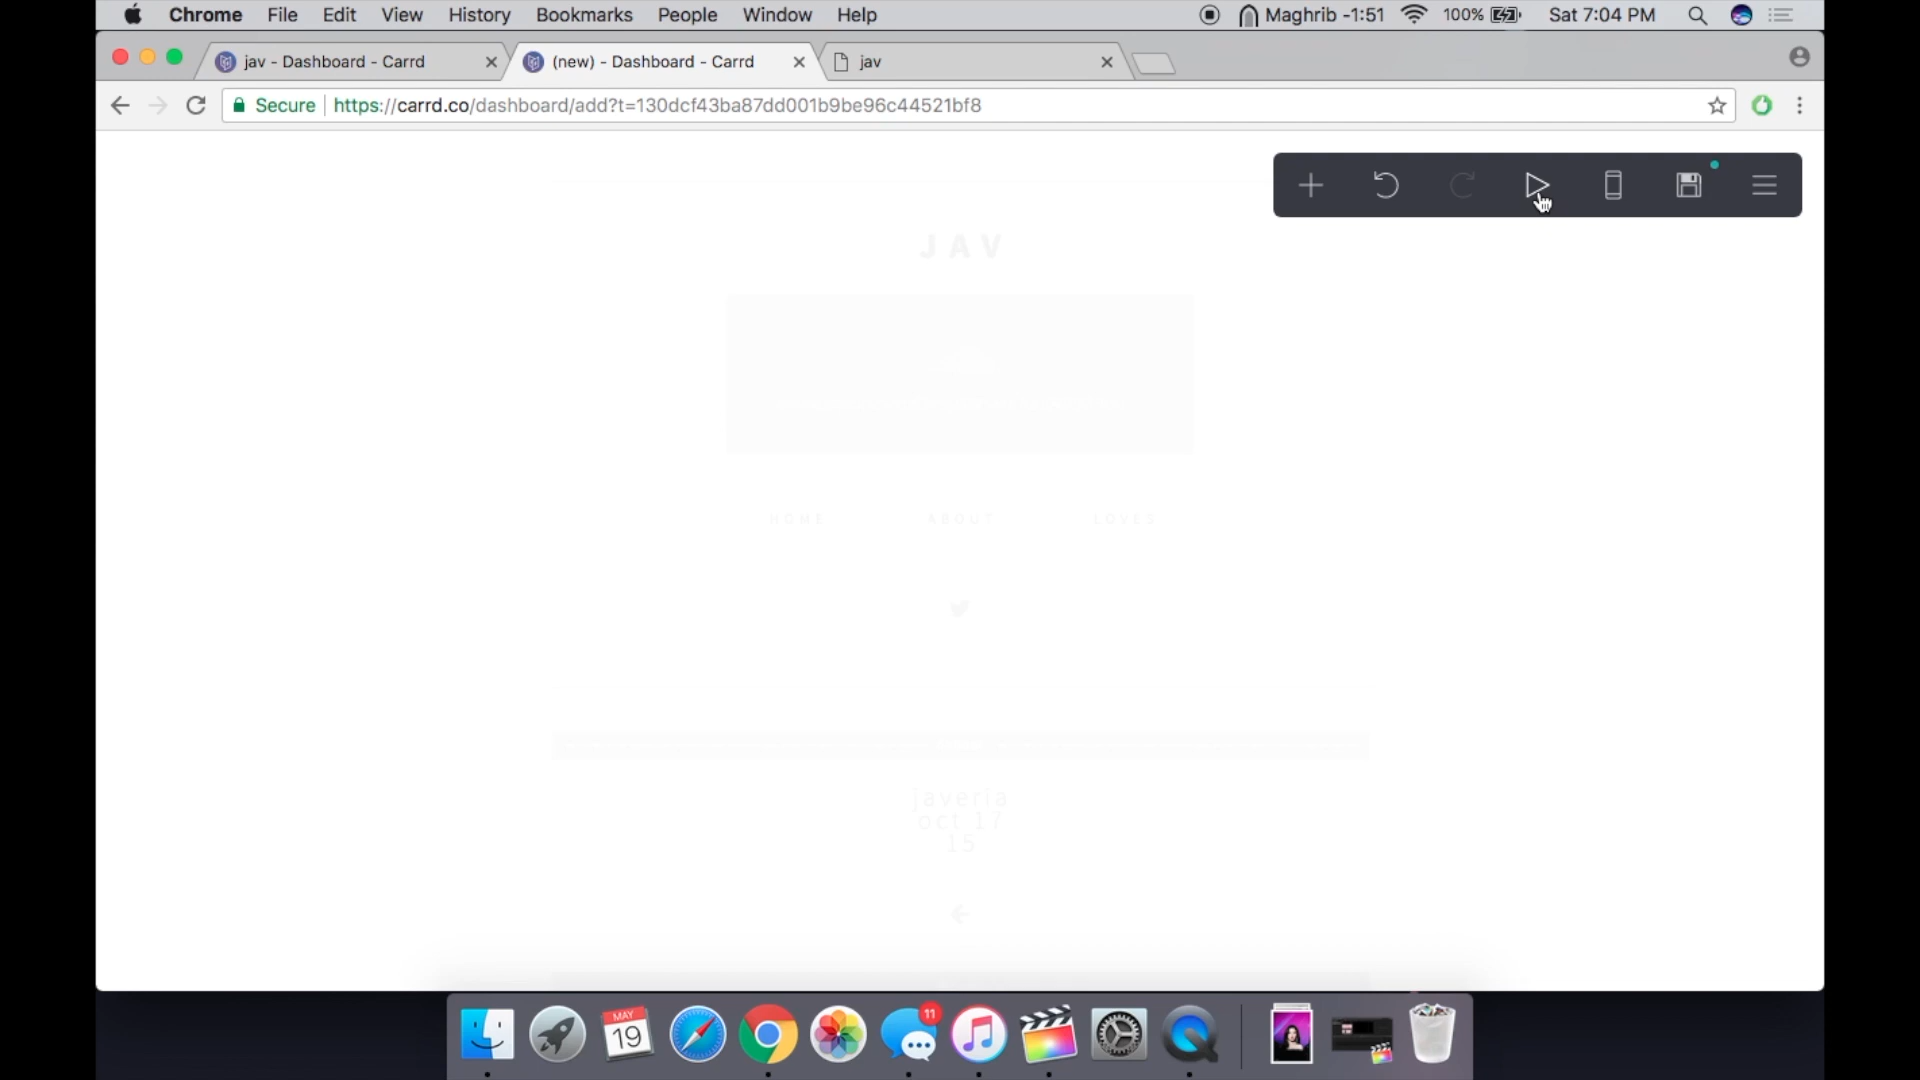 Chrome File Edit View History Bookmarks People Window Help Maghrib -1:51 100% Sat 7:04 PM
jav - Dashboard - Carrd (new) - Dashboard - Carrd jav
Secure https://carrd.co/dashboard/add?t=130dcf43ba87dd001b9be96c44521bf8
JAV
HOME ABOUT LOVES
javeria
oct 17
15
MAY
19
11